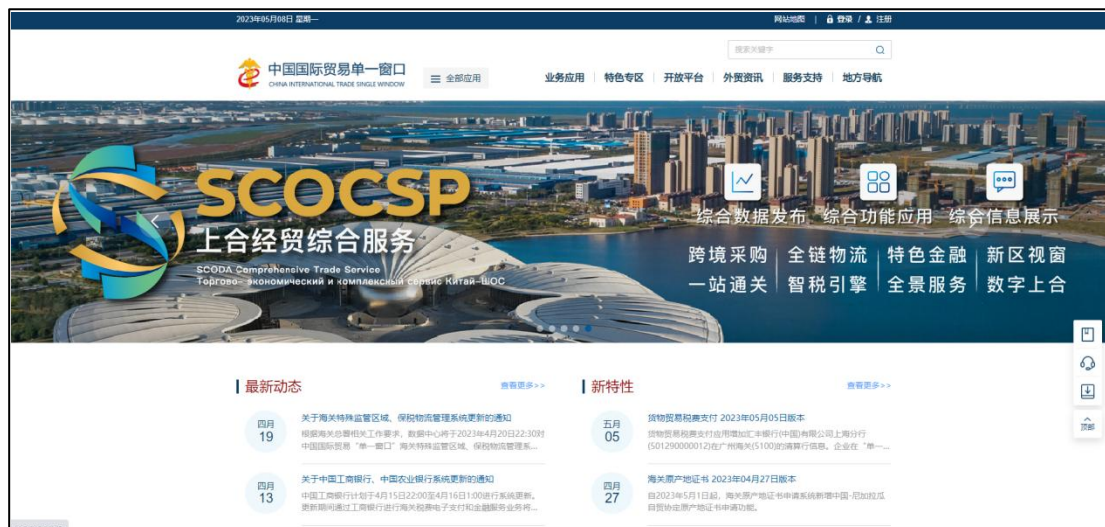 2023年05月08日 星期一
网站地图 | 登录 / 注册
搜索关键字
中国国际贸易单一窗口
CHINA INTERNATIONAL TRADE SINGLE WINDOW
全部应用
业务应用 特色专区 开放平台 外贸资讯 服务支持 地方导航
SCOCSP
上合经贸综合服务
SCODA Comprehensive Trade Service
Торгово- экономический и комплексный сервис Китай-ШОС
综合数据发布 综合功能应用 综合信息展示
跨境采购 全链物流 特色金融 新区视窗
一站通关 智税引擎 全景服务 数字上合
顶部
最新动态
查看更多>>
四月
19
关于海关特殊监管区域、保税物流管理系统更新的通知
根据海关总署相关工作要求，数据中心将于2023年4月20日22:30对
中国国际贸易“单一窗口”海关特殊监管区域、保税物流管理系...
四月
13
关于中国工商银行、中国农业银行系统更新的通知
中国工商银行计划于4月15日22:00至4月16日1:00进行系统更新。
更新期间通过工商银行进行海关税费电子支付和金融服务业务将...
新特性
查看更多>>
五月
05
货物贸易税费支付 2023年05月05日版本
货物贸易税费支付应用增加汇丰银行(中国)有限公司上海分行
(501290000012)在广州海关(5100)的清算行信息。企业在“单一...
四月
27
海关原产地证书 2023年04月27日版本
自2023年5月1日起，海关原产地证书申请系统新增中国-尼加拉瓜
自贸协定原产地证书申请功能。